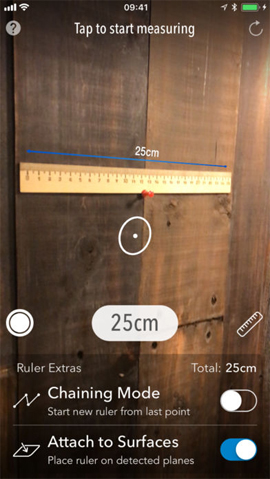 09:41
Tap to start measuring
25cm
25cm
Ruler Extras Total: 25cm
Chaining Mode
Start new ruler from last point
Attach to Surfaces
Place ruler on detected planes